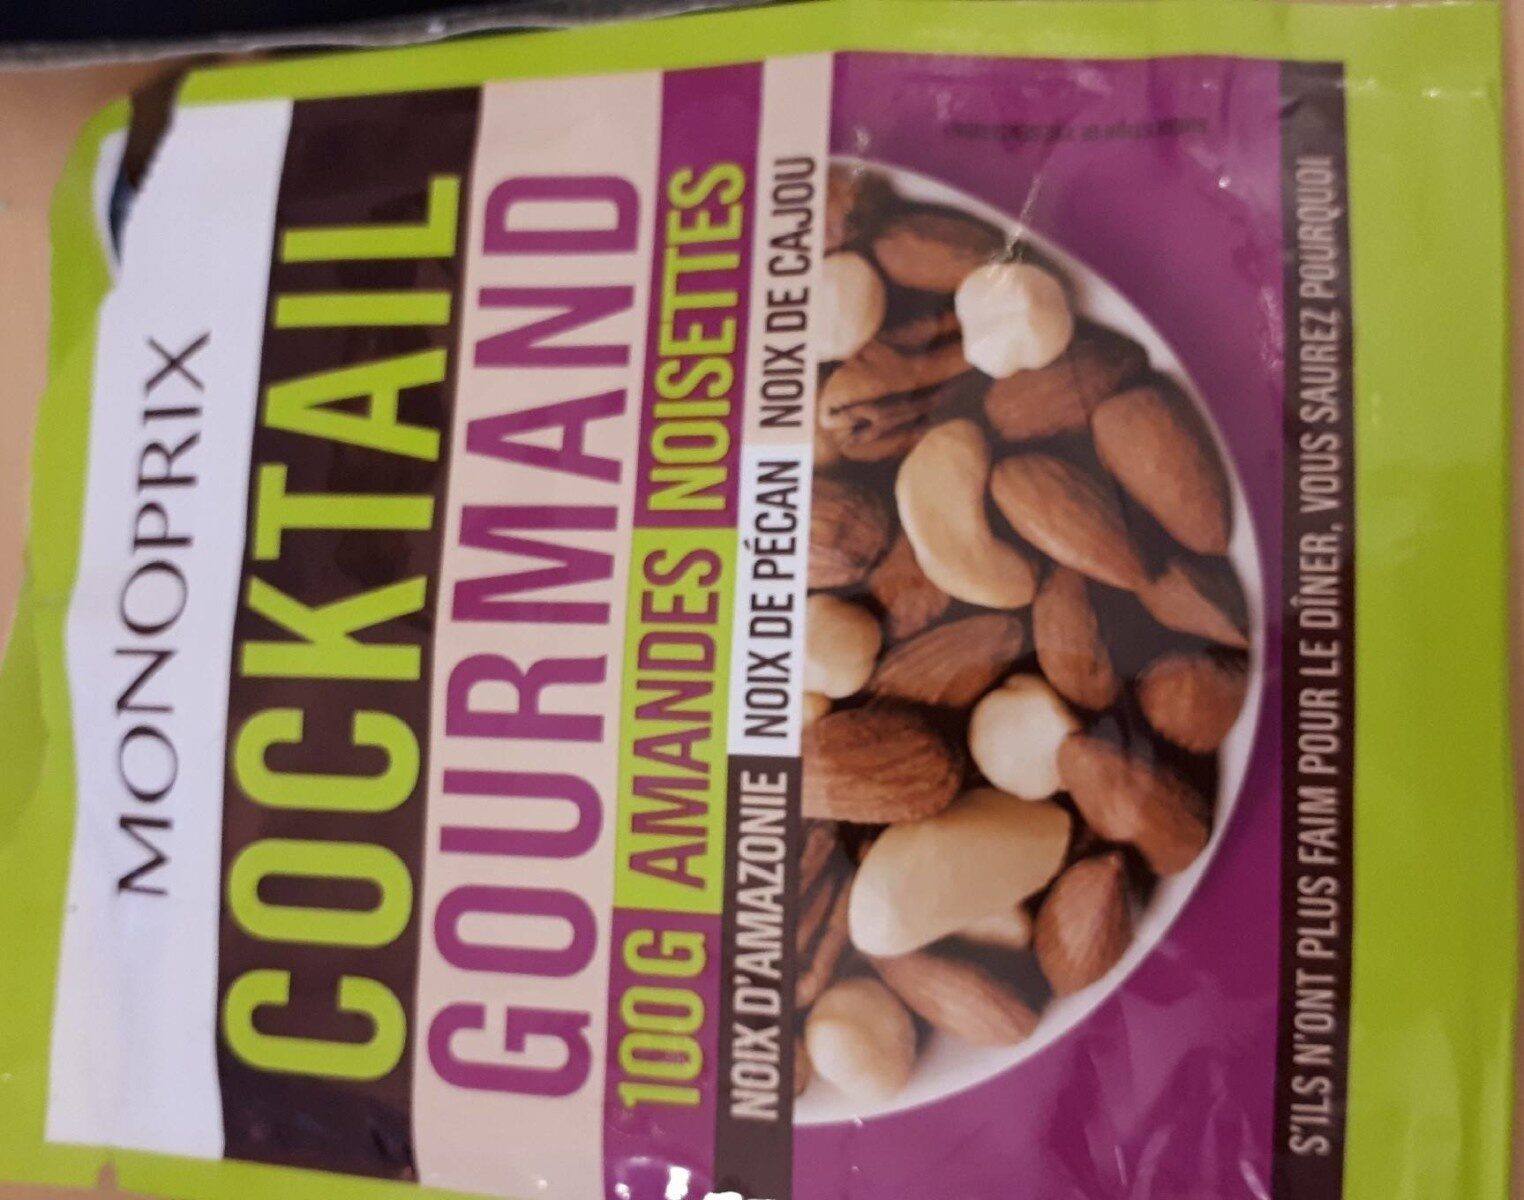 MONOPRIX
COCKTAIL
GOURMAND
100G AMANDES NOISETTES
NOIX D'AMAZONIE NOIX DE PÉCAN NOIX DE CAJOU
S'ILS N'ONT PLUS FAIM POUR LE DÎNER, VOUS SAUREZ POURQUOI